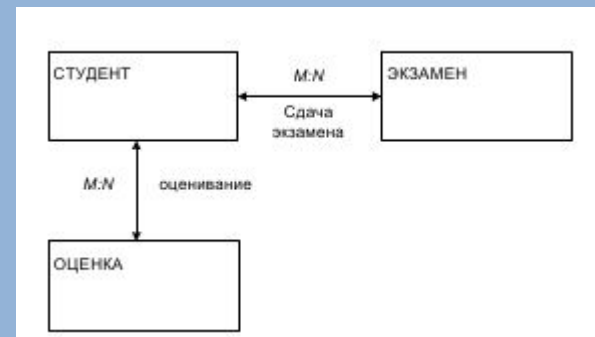 СТУДЕНТ
M:N
ЭКЗАМЕН
Сдача
экзамена
M:N
оценивание
ОЦЕНКА